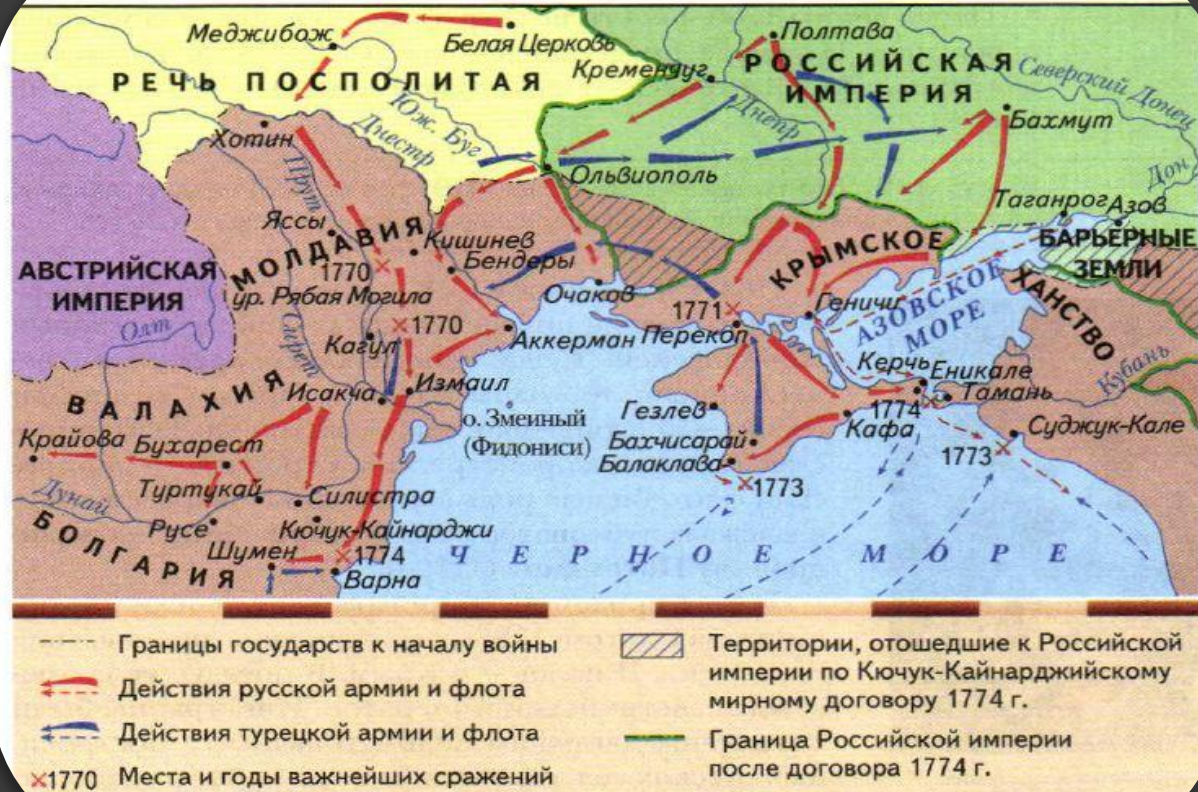 Меджибож
Белая Церковь
Полтава
РЕЧЬ ПОСПОЛИТАЯ
Кременчуг
РОССИЙСКАЯ
ИМПЕРИЯ
Северский Донец
Юж. Буг
Днепр
Бахмут
Хотин
Днестр
Дон
Прут
Ольвиополь
Таганрог
Азов
Яссы
МОЛДАВИЯ
Кишинев
КРЫМСКОЕ
БАРЬЕРНЫЕ
ЗЕМЛИ
АВСТРИЙСКАЯ
ИМПЕРИЯ
1770
Бендеры
ур. Рябая Могила
Очаков
1771
Геничи
ХАНСТВО
АЗОВСКОЕ
МОРЕ
Олт
Серет
1770
Кагул
Аккерман
Перекоп
Керчь
Еникале
Кубань
ВАЛАХИЯ
Исакча
Измаил
Тамань
о. Змеиный
(Фидониси)
Гезлев
1774
Кафа
Суджук-Кале
Крайова
Бухарест
Бахчисарай
Балаклава
1773
1773
Дунай
Туртукай
Силистра
БОЛГАРИЯ
Русе
Кючук-Кайнарджи
Шумен
1774
ЧЕРНОЕ МОРЕ
Варна
Границы государств к началу войны
Действия русской армии и флота
Действия турецкой армии и флота
1770 Места и годы важнейших сражений
Территории, отошедшие к Российской
империи по Кючук-Кайнарджийскому
мирному договору 1774 г.
Граница Российской империи
после договора 1774 г.